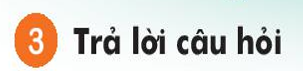 3 Trả lời câu hỏi